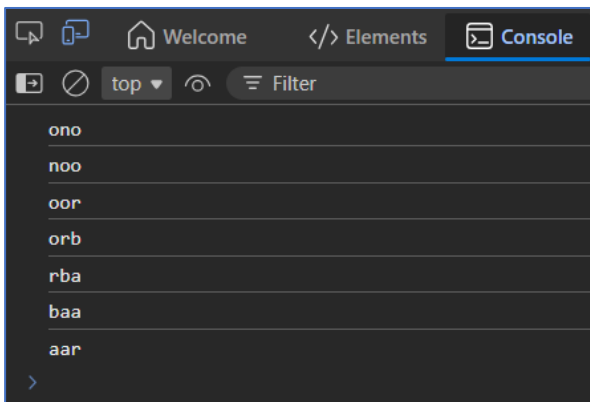 Welcome </> Elements Console
top Filter
ono
noo
oor
orb
rba
baa
aar
>